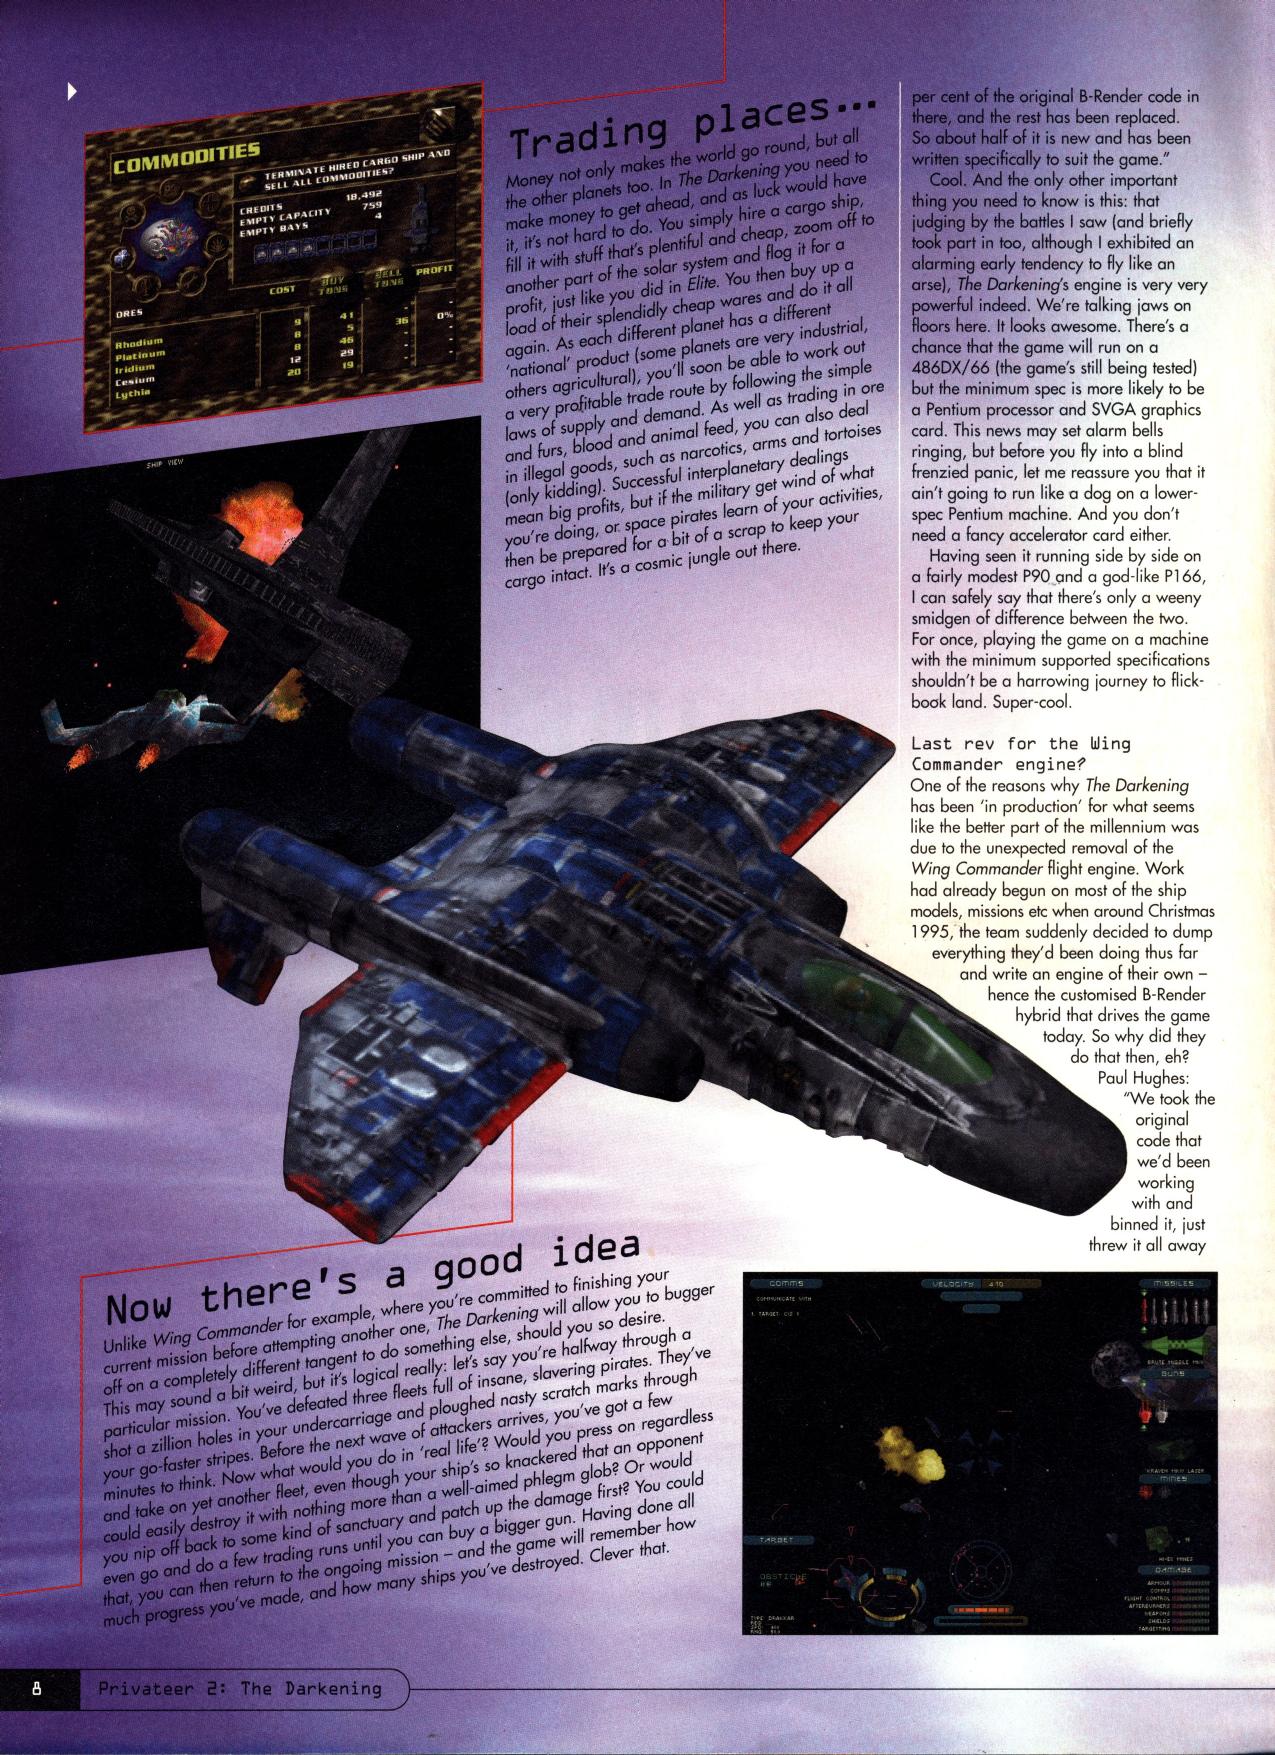 COMMODITIES
TERMINATE HIRED CARGO SHIP AND
SELL ALL COMMODITIES?
CREDITS 18,492
EMPTY CAPACITY 759
EMPTY BAYS 4
COST BUY TONS SELL TONS PROFIT
ORES
Rhodium 9 41 36 0%
Platinum 8 5 - -
Iridium 8 46 - -
Cesium 12 29 - -
Lythia 20 19 - -
SHIP VIEW
Trading places...
Money not only makes the world go round, but all
the other planets too. In The Darkening you need to
make money to get ahead, and as luck would have
it, it's not hard to do. You simply hire a cargo ship,
fill it with stuff that's plentiful and cheap, zoom off to
another part of the solar system and flog it for a
profit, just like you did in Elite. You then buy up a
load of their splendidly cheap wares and do it all
again. As each different planet has a different
'national' product (some planets are very industrial,
others agricultural), you'll soon be able to work out
a very profitable trade route by following the simple
laws of supply and demand. As well as trading in ore
and furs, blood and animal feed, you can also deal
in illegal goods, such as narcotics, arms and tortoises
(only kidding). Successful interplanetary dealings
mean big profits, but if the military get wind of what
you're doing, or space pirates learn of your activities,
then be prepared for a bit of a scrap to keep your
cargo intact. It's a cosmic jungle out there.
per cent of the original B-Render code in
there, and the rest has been replaced.
So about half of it is new and has been
written specifically to suit the game."
Cool. And the only other important
thing you need to know is this: that
judging by the battles I saw (and briefly
took part in too, although I exhibited an
alarming early tendency to fly like an
arse), The Darkening's engine is very very
powerful indeed. We're talking jaws on
floors here. It looks awesome. There's a
chance that the game will run on a
486DX/66 (the game's still being tested)
but the minimum spec is more likely to be
a Pentium processor and SVGA graphics
card. This news may set alarm bells
ringing, but before you fly into a blind
frenzied panic, let me reassure you that it
ain't going to run like a dog on a lower-
spec Pentium machine. And you don't
need a fancy accelerator card either.
Having seen it running side by side on
a fairly modest P90 and a god-like P166,
I can safely say that there's only a weeny
smidgen of difference between the two.
For once, playing the game on a machine
with the minimum supported specifications
shouldn't be a harrowing journey to flick-
book land. Super-cool.
Last rev for the Wing
Commander engine?
One of the reasons why The Darkening
has been 'in production' for what seems
like the better part of the millennium was
due to the unexpected removal of the
Wing Commander flight engine. Work
had already begun on most of the ship
models, missions etc when around Christmas
1995, the team suddenly decided to dump
everything they'd been doing thus far
and write an engine of their own –
hence the customised B-Render
hybrid that drives the game
today. So why did they
do that then, eh?
Paul Hughes:
"We took the
original
code that
we'd been
working
with and
binned it, just
threw it all away
Now there's a good idea
Unlike Wing Commander for example, where you're committed to finishing your
current mission before attempting another one, The Darkening will allow you to bugger
off on a completely different tangent to do something else, should you so desire.
This may sound a bit weird, but it's logical really: let's say you're halfway through a
particular mission. You've defeated three fleets full of insane, slavering pirates. They've
shot a zillion holes in your undercarriage and ploughed nasty scratch marks through
your go-faster stripes. Before the next wave of attackers arrives, you've got a few
minutes to think. Now what would you do in 'real life'? Would you press on regardless
and take on yet another fleet, even though your ship's so knackered that an opponent
could easily destroy it with nothing more than a well-aimed phlegm glob? Or would
you nip off back to some kind of sanctuary and patch up the damage first? You could
even go and do a few trading runs until you can buy a bigger gun. Having done all
that, you can then return to the ongoing mission – and the game will remember how
much progress you've made, and how many ships you've destroyed. Clever that.
COMMS VELOCITY 410 MISSILES
COMMUNICATE WITH
1. TARGET:
BRUTE MISSILE
GUNS
KRAVEN MKIV LASER
MINES
TARGET
HI-EX MINES
DAMAGE
ARMOUR
COMMS
FLIGHT CONTROL
AFTERBURNERS
WEAPONS
SHIELDS
TARGETTING
TYPE: DRAKKAR
8 Privateer 2: The Darkening